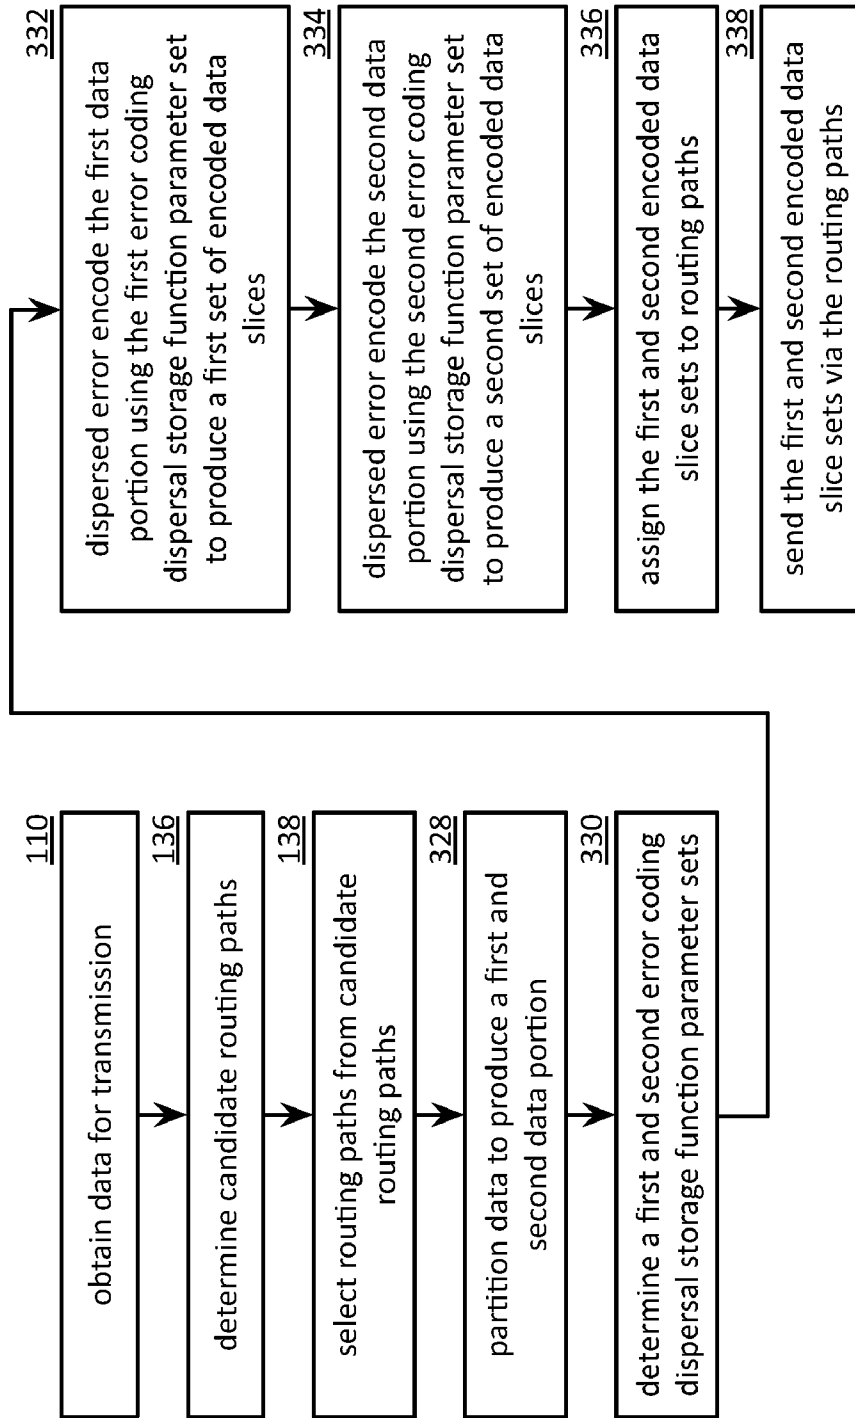 110
obtain data for transmission
136
determine candidate routing paths
138
select routing paths from candidate
routing paths
328
partition data to produce a first and
second data portion
330
determine a first and second error coding
dispersal storage function parameter sets
332
dispersed error encode the first data
portion using the first error coding
dispersal storage function parameter set
to produce a first set of encoded data
slices
334
dispersed error encode the second data
portion using the second error coding
dispersal storage function parameter set
to produce a second set of encoded data
slices
336
assign the first and second encoded data
slice sets to routing paths
338
send the first and second encoded data
slice sets via the routing paths